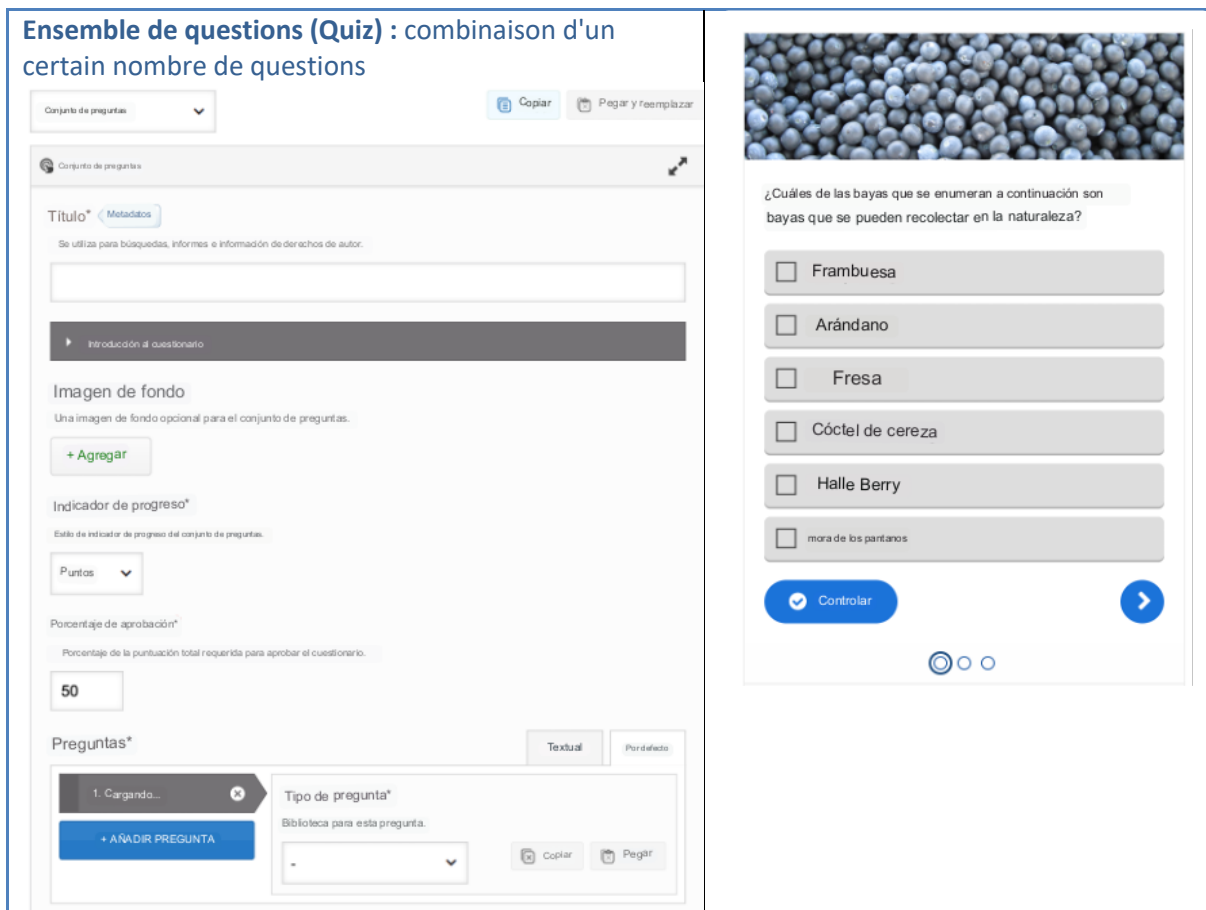 Ensemble de questions (Quiz) : combinaison d'un
certain nombre de questions
Conjunto de preguntas
Copiar
Pegar y reemplazar
Conjunto de preguntas
Título*
Metadatos
Se utiliza para búsquedas, informes e información de derechos de autor.
Introducción al cuestionario
Imagen de fondo
Una imagen de fondo opcional para el conjunto de preguntas.
+ Agregar
Indicador de progreso*
Estilo de indicador de progreso del conjunto de preguntas.
Puntos
Porcentaje de aprobación*
Porcentaje de la puntuación total requerida para aprobar el cuestionario.
50
Preguntas*
Textual
Por defecto
1. Cargando...
+ AÑADIR PREGUNTA
Tipo de pregunta*
Biblioteca para esta pregunta.
-
Copiar
Pegar
¿Cuáles de las bayas que se enumeran a continuación son
bayas que se pueden recolectar en la naturaleza?
Frambuesa
Arándano
Fresa
Cóctel de cereza
Halle Berry
mora de los pantanos
Controlar